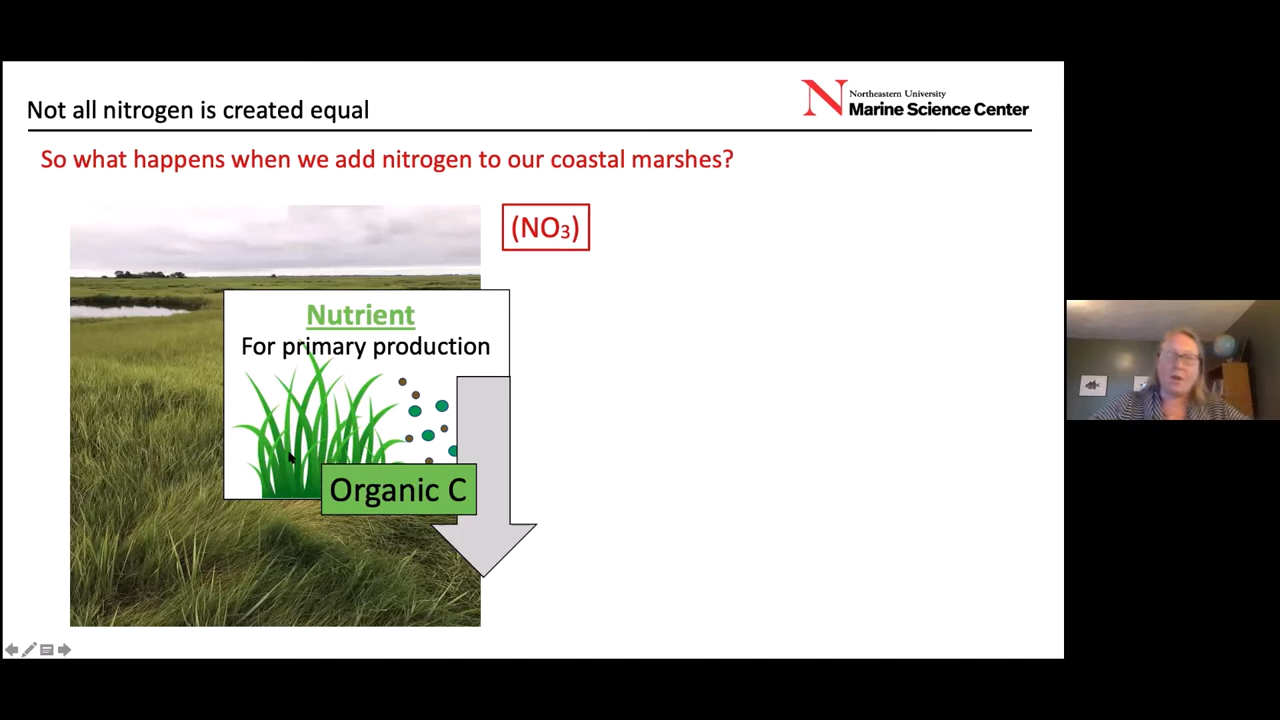 Not all nitrogen is created equal
Northeastern University
Marine Science Center
So what happens when we add nitrogen to our coastal marshes?
(NO₃)
Nutrient
For primary production
Organic C